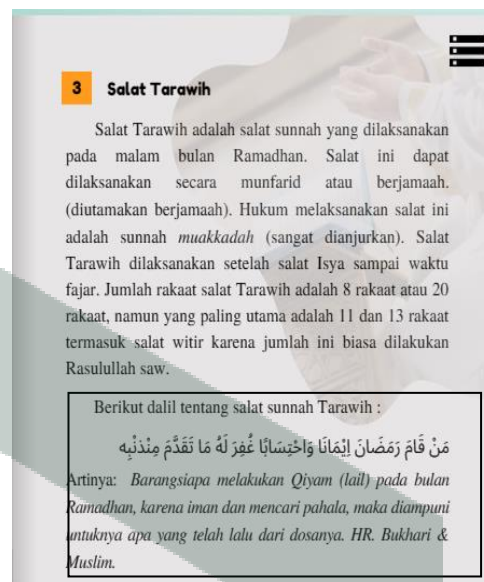 3 Salat Tarawih
Salat Tarawih adalah salat sunnah yang dilaksanakan
pada malam bulan Ramadhan. Salat ini dapat
dilaksanakan secara munfarid atau berjamaah.
(diutamakan berjamaah). Hukum melaksanakan salat ini
adalah sunnah muakkadah (sangat dianjurkan). Salat
Tarawih dilaksanakan setelah salat Isya sampai waktu
fajar. Jumlah rakaat salat Tarawih adalah 8 rakaat atau 20
rakaat, namun yang paling utama adalah 11 dan 13 rakaat
termasuk salat witir karena jumlah ini biasa dilakukan
Rasulullah saw.
Berikut dalil tentang salat sunnah Tarawih :
مَنْ قَامَ رَمَضَانَ اِيْمَانًا وَاحْتِسَابًا غُفِرَ لَهُ مَا تَقَدَّمَ مِنْذَنْبِه
Artinya: Barangsiapa melakukan Qiyam (lail) pada bulan
Ramadhan, karena iman dan mencari pahala, maka diampuni
untuknya apa yang telah lalu dari dosanya. HR. Bukhari &
Muslim.